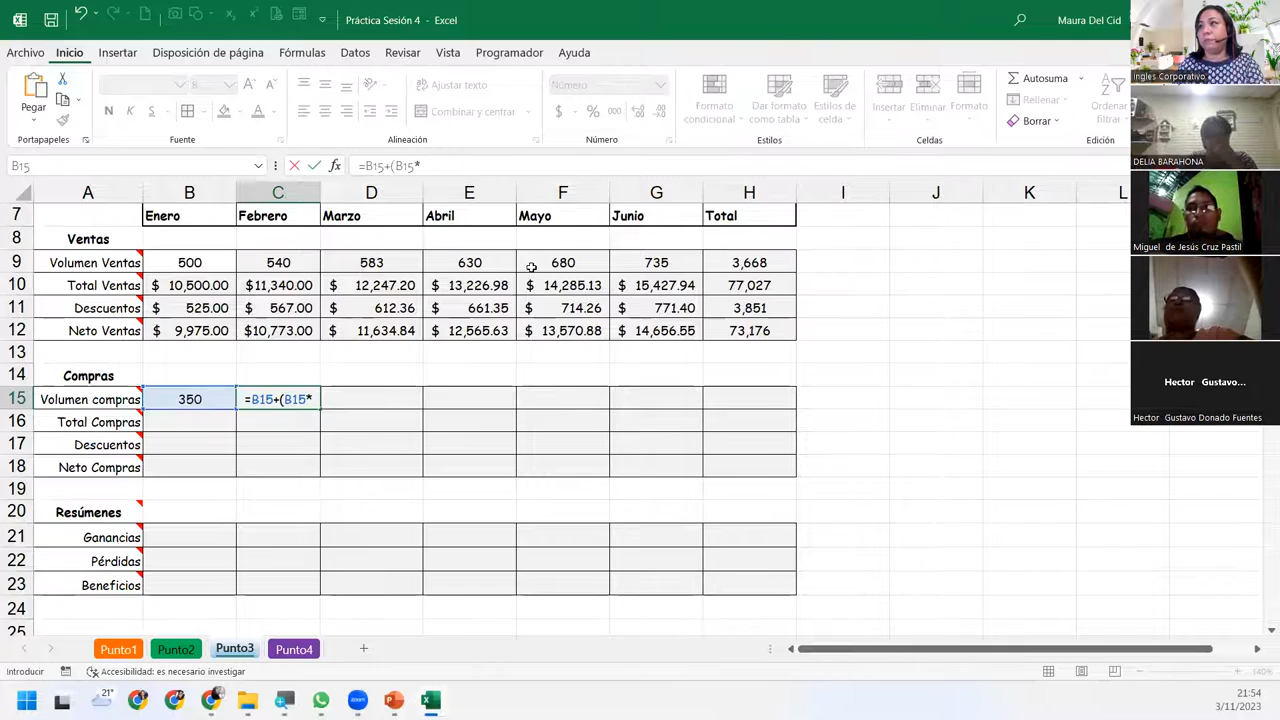 Práctica Sesión 4 - Excel
Maura Del Cid
Archivo Inicio Insertar Disposición de página Fórmulas Datos Revisar Vista Programador Ayuda
Pegar
N K S
Número
Autosuma
Rellenar
Borrar
Combinar y centrar
$ % 000
Formato condicional
Dar formato como tabla
Estilos de celda
Insertar Eliminar Formato
Ordenar
filtrar
Portapapeles Fuente Alineación Número Estilos Celdas
B15 fx =B15+(B15*
A B C D E F G H I J K L
7 Enero Febrero Marzo Abril Mayo Junio Total
8 Ventas
9 Volumen Ventas 500 540 583 630 680 735 3,668
10 Total Ventas $ 10,500.00 $11,340.00 $ 12,247.20 $ 13,226.98 $ 14,285.13 $ 15,427.94 77,027
11 Descuentos $ 525.00 $ 567.00 $ 612.36 $ 661.35 $ 714.26 $ 771.40 3,851
12 Neto Ventas $ 9,975.00 $10,773.00 $ 11,634.84 $ 12,565.63 $ 13,570.88 $ 14,656.55 73,176
13
14 Compras
15 Volumen compras 350 =B15+(B15*
16 Total Compras
17 Descuentos
18 Neto Compras
19
20 Resúmenes
21 Ganancias
22 Pérdidas
23 Beneficios
24
25
Punto1 Punto2 Punto3 Punto4
Introducir Accesibilidad: es necesario investigar 140%
21°
21:54
3/11/2023
Ingles Corporativo
DELIA BARAHONA
Miguel de Jesús Cruz Pastil
Hector Gustavo...
Hector Gustavo Donado Fuentes